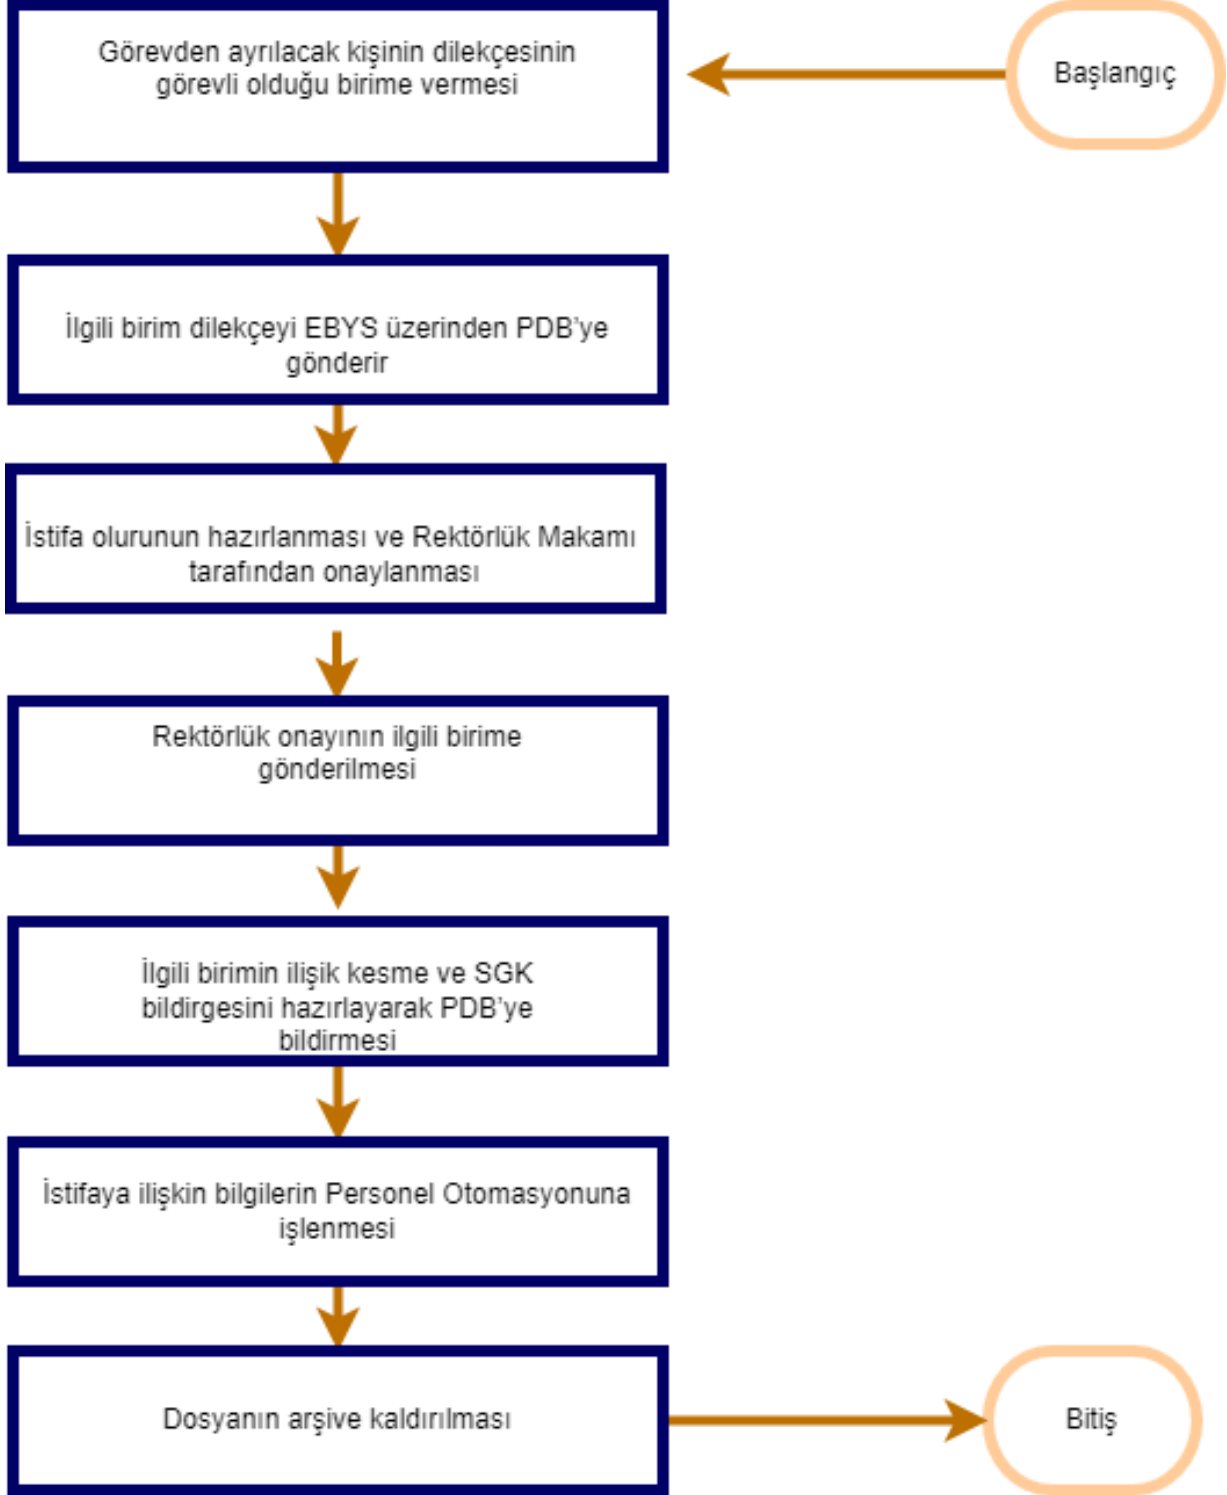 Başlangıç
Görevden ayrılacak kişinin dilekçesinin
görevli olduğu birime vermesi
İlgili birim dilekçeyi EBYS üzerinden PDB’ye
gönderir
İstifa olurunun hazırlanması ve Rektörlük Makamı
tarafından onaylanması
Rektörlük onayının ilgili birime
gönderilmesi
İlgili birimin ilişik kesme ve SGK
bildirgesini hazırlayarak PDB’ye
bildirmesi
İstifaya ilişkin bilgilerin Personel Otomasyonuna
işlenmesi
Dosyanın arşive kaldırılması
Bitiş